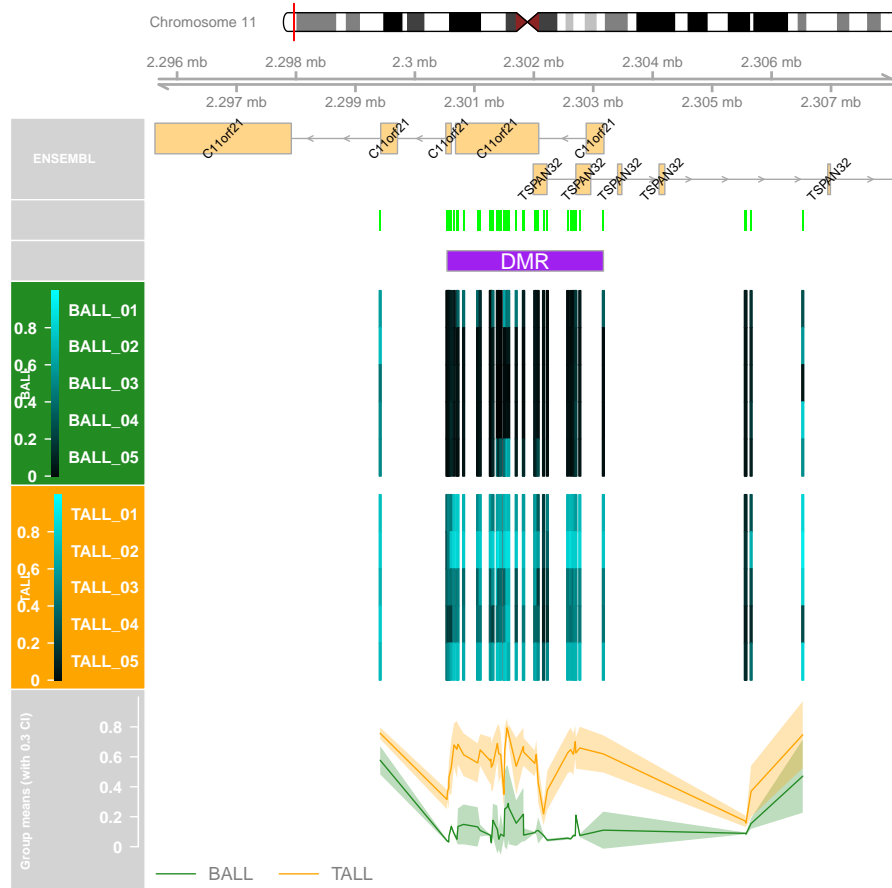 Chromosome 11
2.296 mb 2.298 mb 2.3 mb 2.302 mb 2.304 mb 2.306 mb
2.297 mb 2.299 mb 2.301 mb 2.303 mb 2.305 mb 2.307 mb
ENSEMBL
C11orf21 C11orf21 C11orf21 C11orf21 C11orf21
TSPAN32 TSPAN32 TSPAN32 TSPAN32 TSPAN32
DMR
BALL
0.8
0.6
0.4
0.2
0
BALL_01
BALL_02
BALL_03
BALL_04
BALL_05
TALL
0.8
0.6
0.4
0.2
0
TALL_01
TALL_02
TALL_03
TALL_04
TALL_05
Group means (with 0.3 CI)
0.8
0.6
0.4
0.2
0
BALL TALL